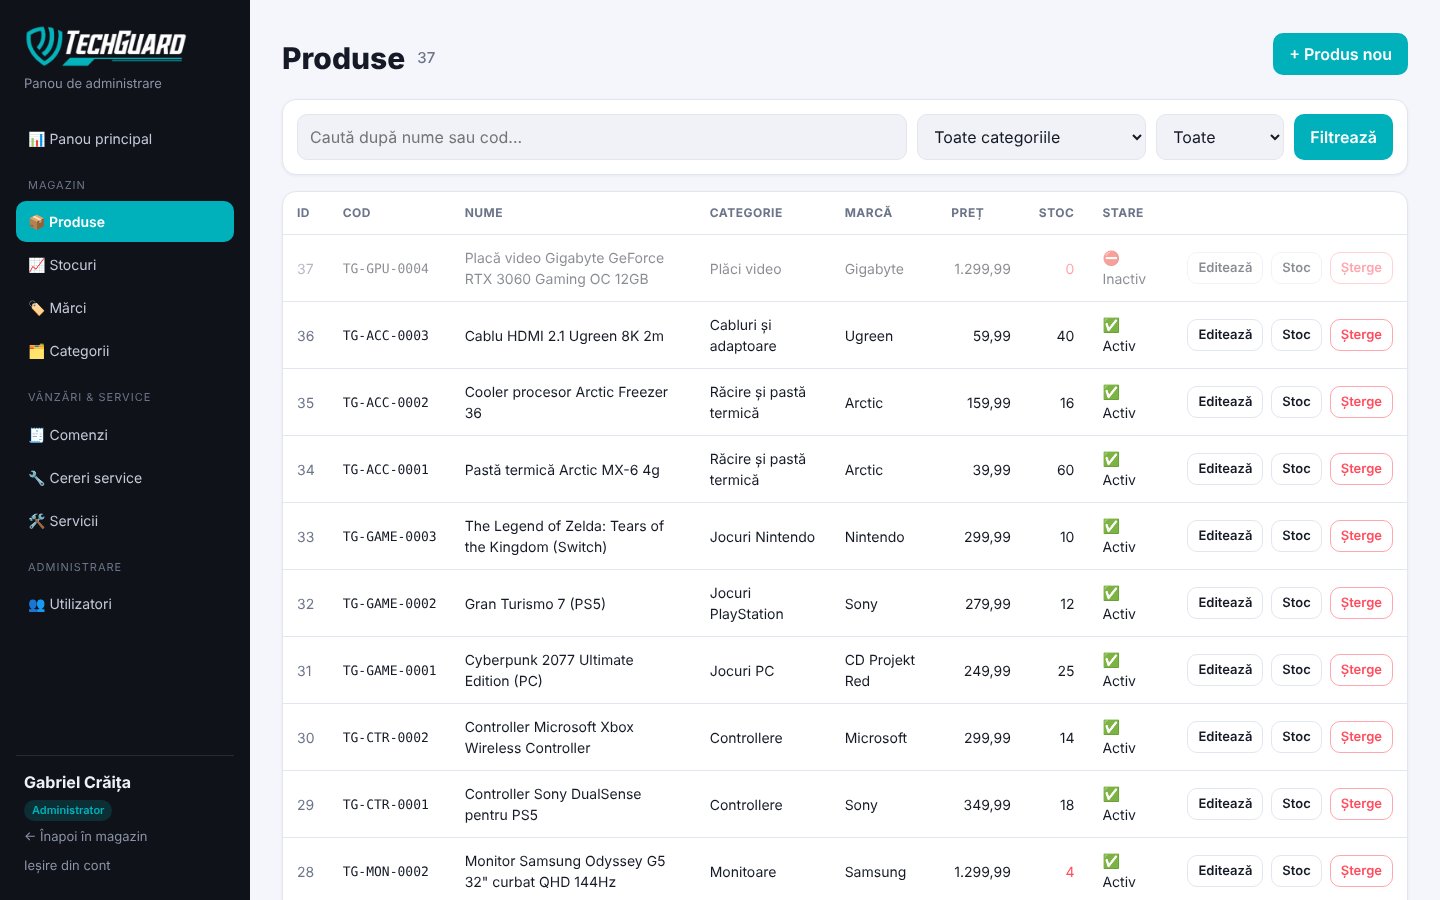 TECHGUARD
Panou de administrare
Panou principal
MAGAZIN
Produse
Stocuri
Mărci
Categorii
VÂNZĂRI & SERVICE
Comenzi
Cereri service
Servicii
ADMINISTRARE
Utilizatori
Gabriel Crăița
Administrator
← Înapoi în magazin
Ieșire din cont
Produse 37
+ Produs nou
Caută după nume sau cod...
Toate categoriile
Toate
Filtrează
ID COD NUME CATEGORIE MARCĂ PREȚ STOC STARE
37 TG-GPU-0004 Placă video Gigabyte GeForce
RTX 3060 Gaming OC 12GB Plăci video Gigabyte 1.299,99 0 Inactiv Editează Stoc Șterge
36 TG-ACC-0003 Cablu HDMI 2.1 Ugreen 8K 2m Cabluri și
adaptoare Ugreen 59,99 40 Activ Editează Stoc Șterge
35 TG-ACC-0002 Cooler procesor Arctic Freezer
36 Răcire și pastă
termică Arctic 159,99 16 Activ Editează Stoc Șterge
34 TG-ACC-0001 Pastă termică Arctic MX-6 4g Răcire și pastă
termică Arctic 39,99 60 Activ Editează Stoc Șterge
33 TG-GAME-0003 The Legend of Zelda: Tears of
the Kingdom (Switch) Jocuri Nintendo Nintendo 299,99 10 Activ Editează Stoc Șterge
32 TG-GAME-0002 Gran Turismo 7 (PS5) Jocuri
PlayStation Sony 279,99 12 Activ Editează Stoc Șterge
31 TG-GAME-0001 Cyberpunk 2077 Ultimate
Edition (PC) Jocuri PC CD Projekt
Red 249,99 25 Activ Editează Stoc Șterge
30 TG-CTR-0002 Controller Microsoft Xbox
Wireless Controller Controllere Microsoft 299,99 14 Activ Editează Stoc Șterge
29 TG-CTR-0001 Controller Sony DualSense
pentru PS5 Controllere Sony 349,99 18 Activ Editează Stoc Șterge
28 TG-MON-0002 Monitor Samsung Odyssey G5
32" curbat QHD 144Hz Monitoare Samsung 1.299,99 4 Activ Editează Stoc Șterge